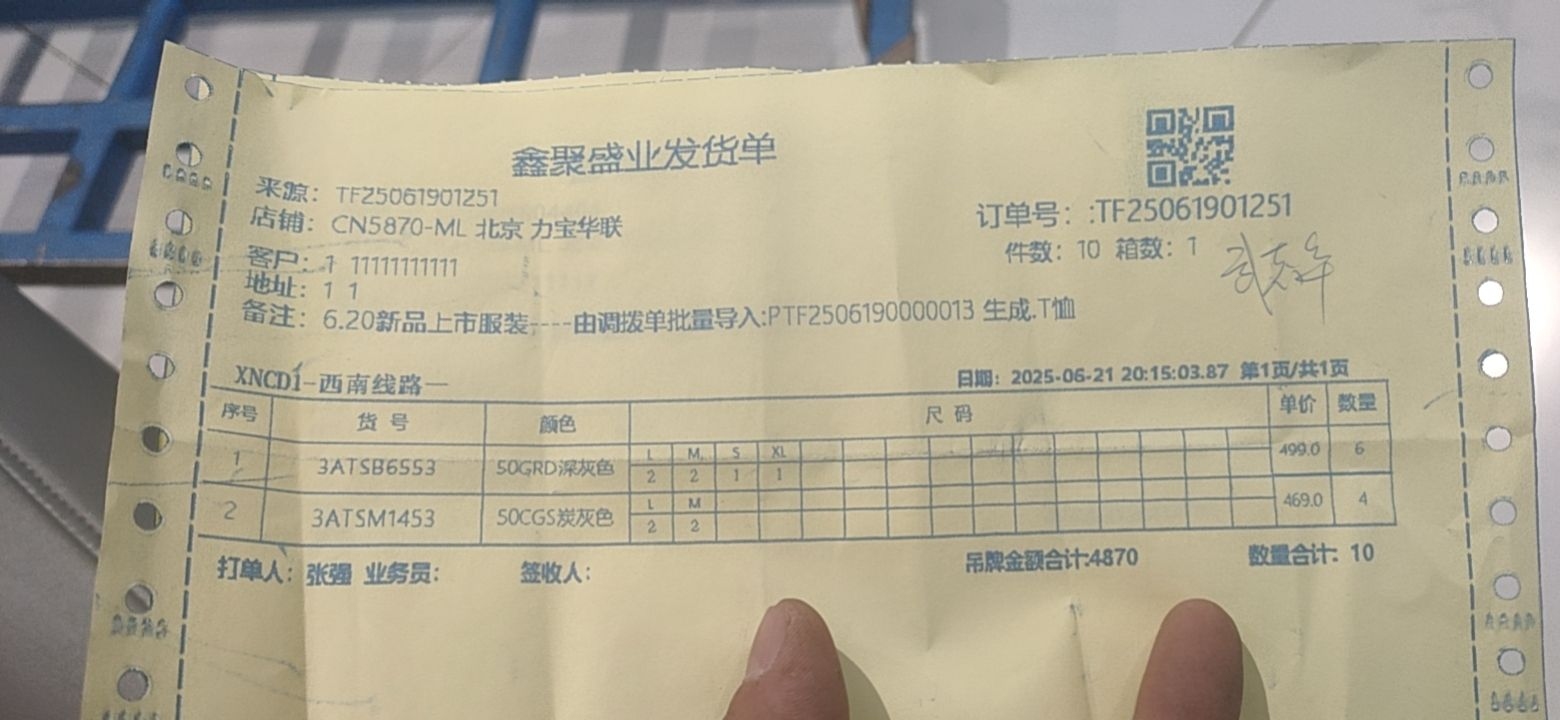 鑫聚盛业发货单
来源: TF25061901251
店铺: CN5870-ML 北京 力宝华联
订单号: :TF25061901251
件数: 10 箱数: 1
客户: 1 11111111111
地址: 1 1
备注: 6.20新品上市服装----由调拨单批量导入:PTF2506190000013 生成.T恤
XNCD1-西南线路一
日期: 2025-06-21 20:15:03.87 第1页/共1页
序号 货 号 颜色 尺 码 单价 数量
L M S XL
1 3ATSB6553 50GRD深灰色 2 2 1 1 499.0 6
L M
2 3ATSM1453 50CGS炭灰色 2 2 469.0 4
打单人: 张强 业务员: 签收人: 吊牌金额合计:4870 数量合计: 10